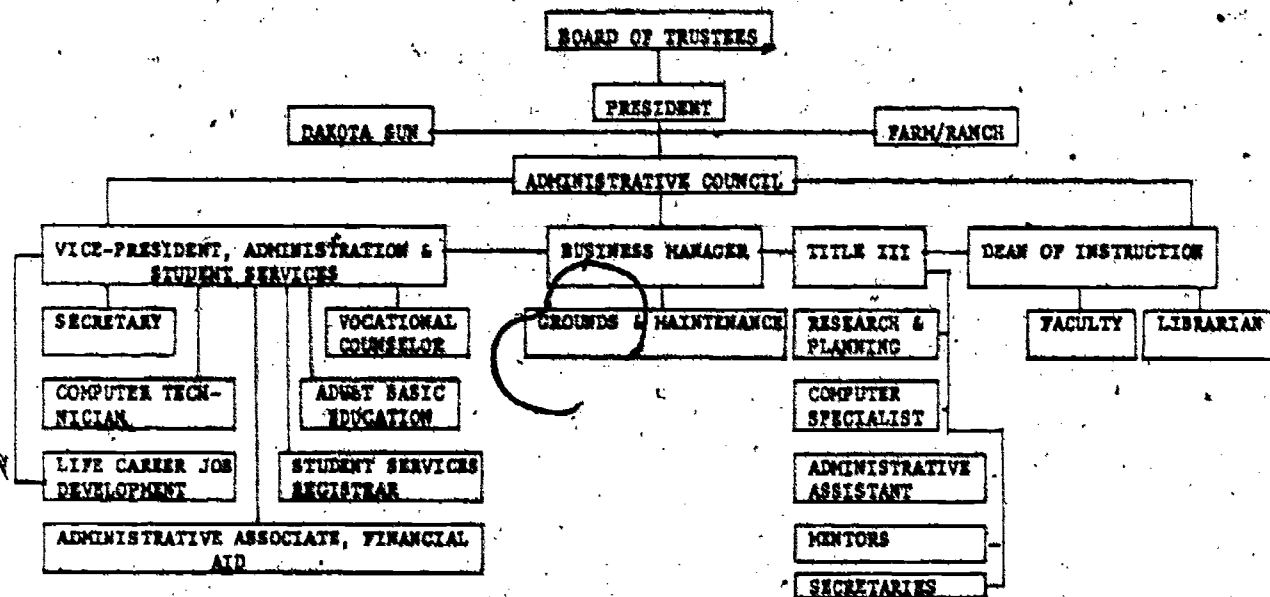 BOARD OF TRUSTEES
PRESIDENT
DAKOTA SUN
FARM/RANCH
ADMINISTRATIVE COUNCIL
VICE-PRESIDENT, ADMINISTRATION &
STUDENT SERVICES
BUSINESS MANAGER
TITLE III
DEAN OF INSTRUCTION
SECRETARY
VOCATIONAL
COUNSELOR
GROUNDS & MAINTENANCE
RESEARCH &
PLANNING
FACULTY
LIBRARIAN
COMPUTER TECH-
NICIAN
ADULT BASIC
EDUCATION
COMPUTER
SPECIALIST
LIFE CAREER JOB
DEVELOPMENT
STUDENT SERVICES
REGISTRAR
ADMINISTRATIVE
ASSISTANT
ADMINISTRATIVE ASSOCIATE, FINANCIAL
AID
MENTORS
SECRETARIES